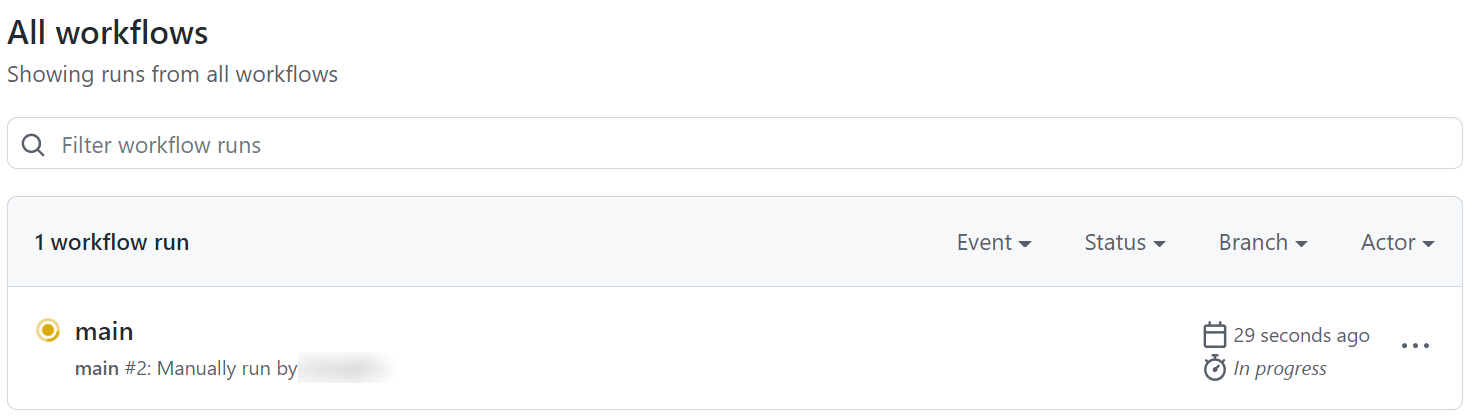 All workflows
Showing runs from all workflows
Filter workflow runs
1 workflow run Event Status Branch Actor
main
29 seconds ago
main #2: Manually run by
In progress